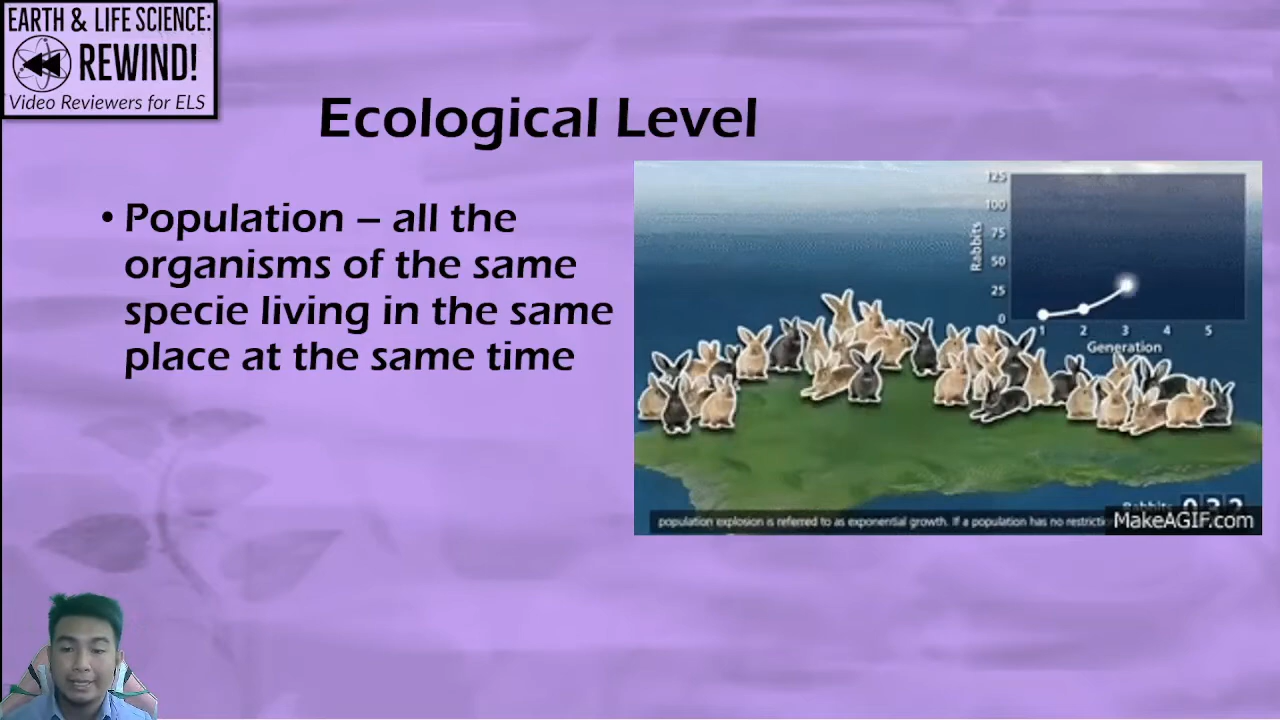 EARTH & LIFE SCIENCE:
REWIND!
Video Reviewers for ELS
Ecological Level
• Population – all the
organisms of the same
specie living in the same
place at the same time
125
100
75
50
25
0
Rabbits
1 2 3 4 5
Generation
Rabbits
population explosion is referred to as exponential growth. If a population has no
MakeAGIF.com